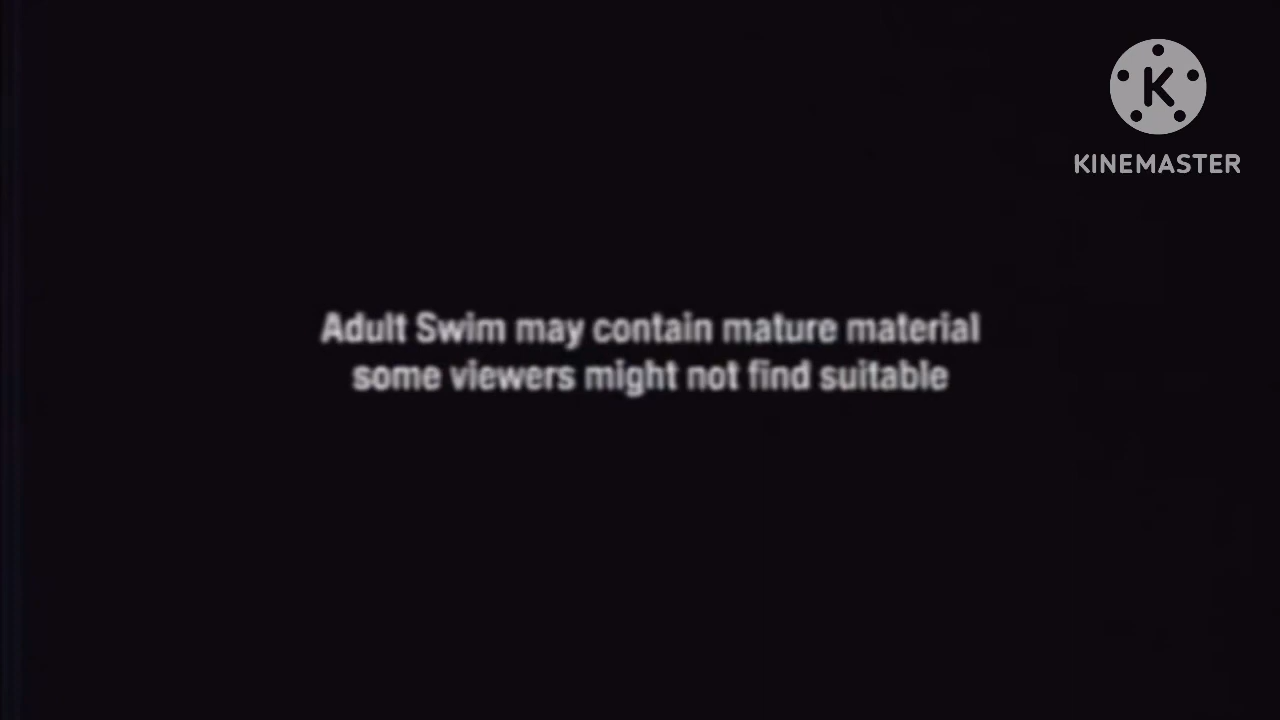 K
KINEMASTER
Adult Swim may contain mature material
some viewers might not find suitable